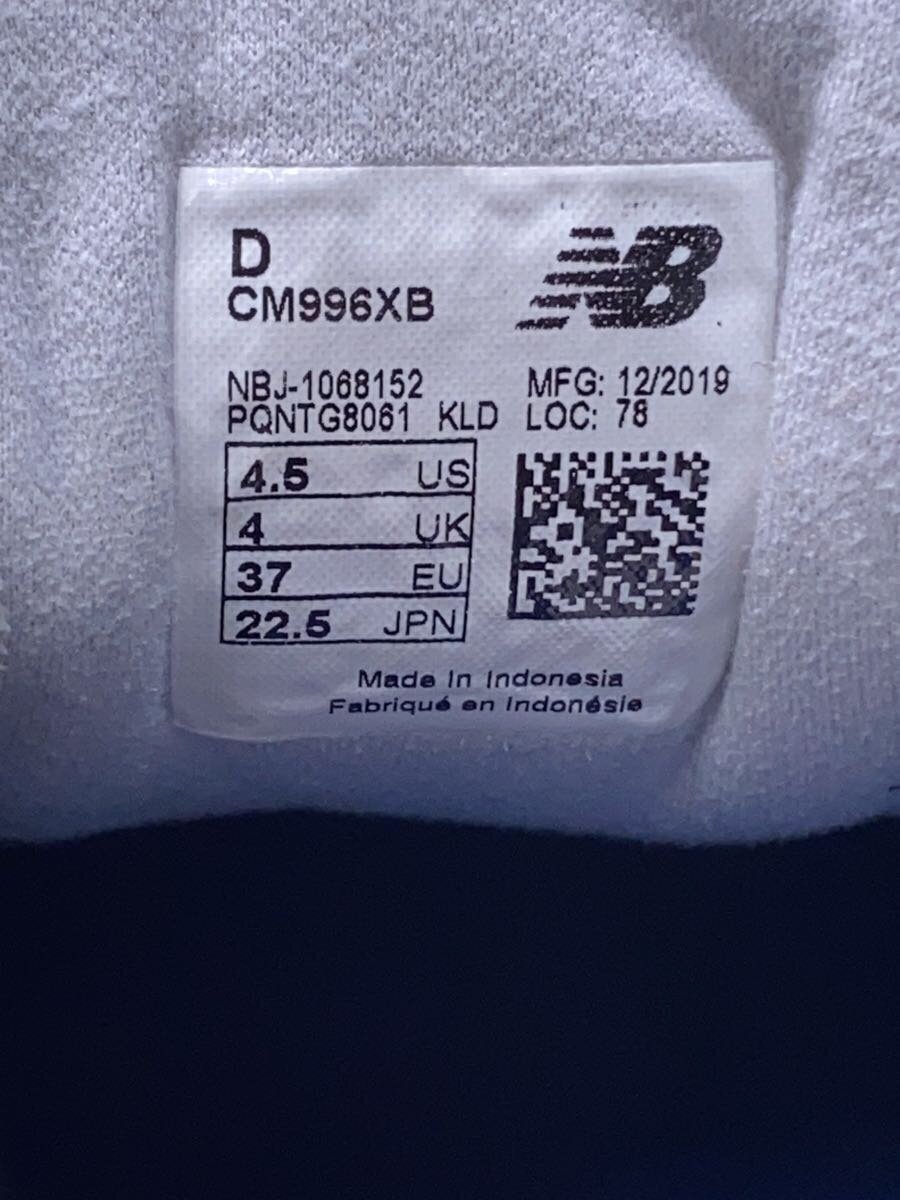 D
NB
CM996XB
NBJ-1068152 MFG: 12/2019
PQNTG8061 KLD LOC: 78
4.5 US
4 UK
37 EU
22.5 JPN
Made In Indonesia
Fabriqué en Indonésie